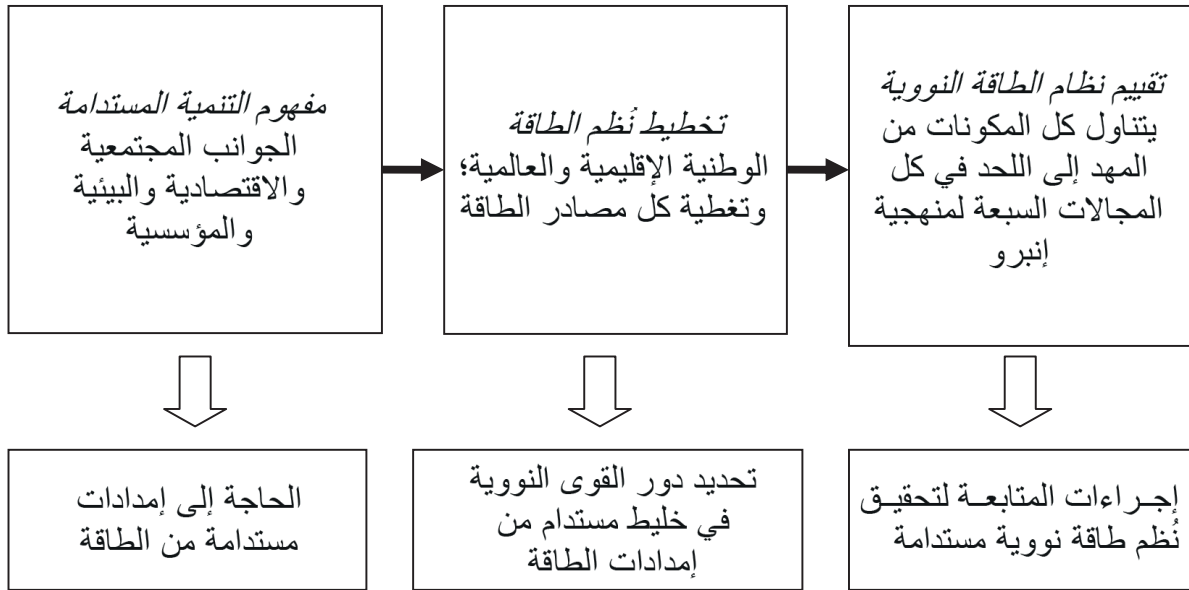 مفهوم التنمية المستدامة
الجوانب المجتمعية
والاقتصادية والبيئية
والمؤسسية
تخطيط نُظم الطاقة
الوطنية الإقليمية والعالمية؛
وتغطية كل مصادر الطاقة
تقييم نظام الطاقة النووية
يتناول كل المكونات من
المهد إلى اللحد في كل
المجالات السبعة لمنهجية
إنبرو
الحاجة إلى إمدادات
مستدامة من الطاقة
تحديد دور القوى النووية
في خليط مستدام من
إمدادات الطاقة
إجـراءات المتابعـة لتحقيـق
نُظم طاقة نووية مستدامة